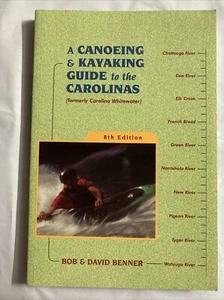 A CANOEING
& KAYAKING
GUIDE to the
CAROLINAS
(formerly Carolina Whitewater)
8th Edition
BOB & DAVID BENNER
Chattooga River
Doe River
Elk Creek
French Broad
Green River
Nantahala River
New River
Pigeon River
Tyger River
Watauga River